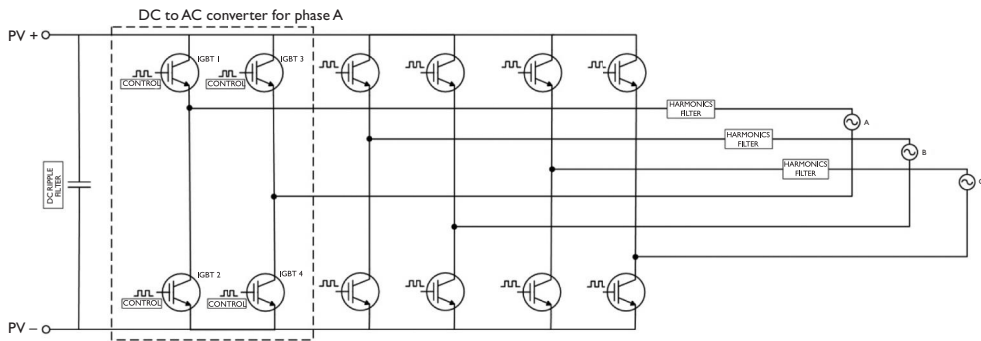 DC to AC converter for phase A
PV +
IGBT 1
CONTROL
IGBT 3
CONTROL
HARMONICS
FILTER
A
HARMONICS
FILTER
B
HARMONICS
FILTER
C
DC RIPPLE
FILTER
IGBT 2
CONTROL
IGBT 4
CONTROL
PV –